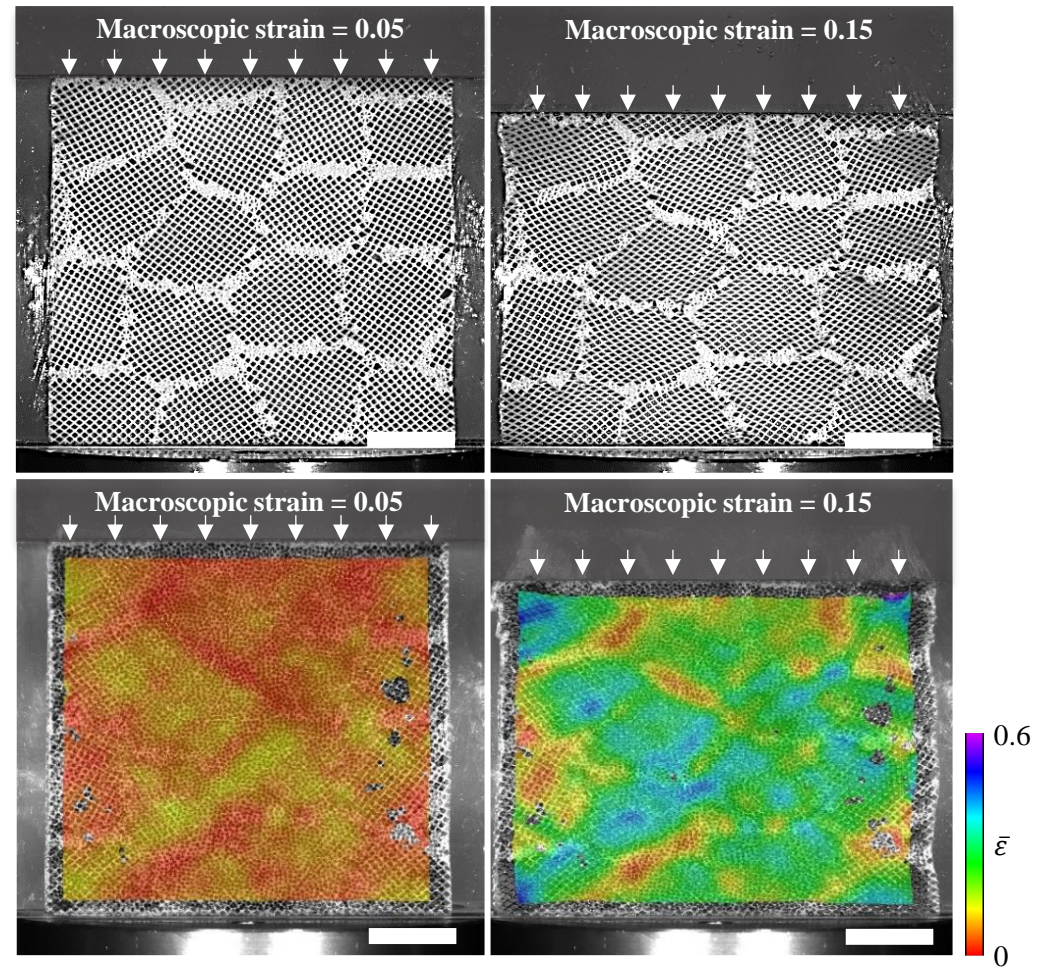 Macroscopic strain = 0.05
Macroscopic strain = 0.15
Macroscopic strain = 0.05
Macroscopic strain = 0.15
0.6
ε̄
0